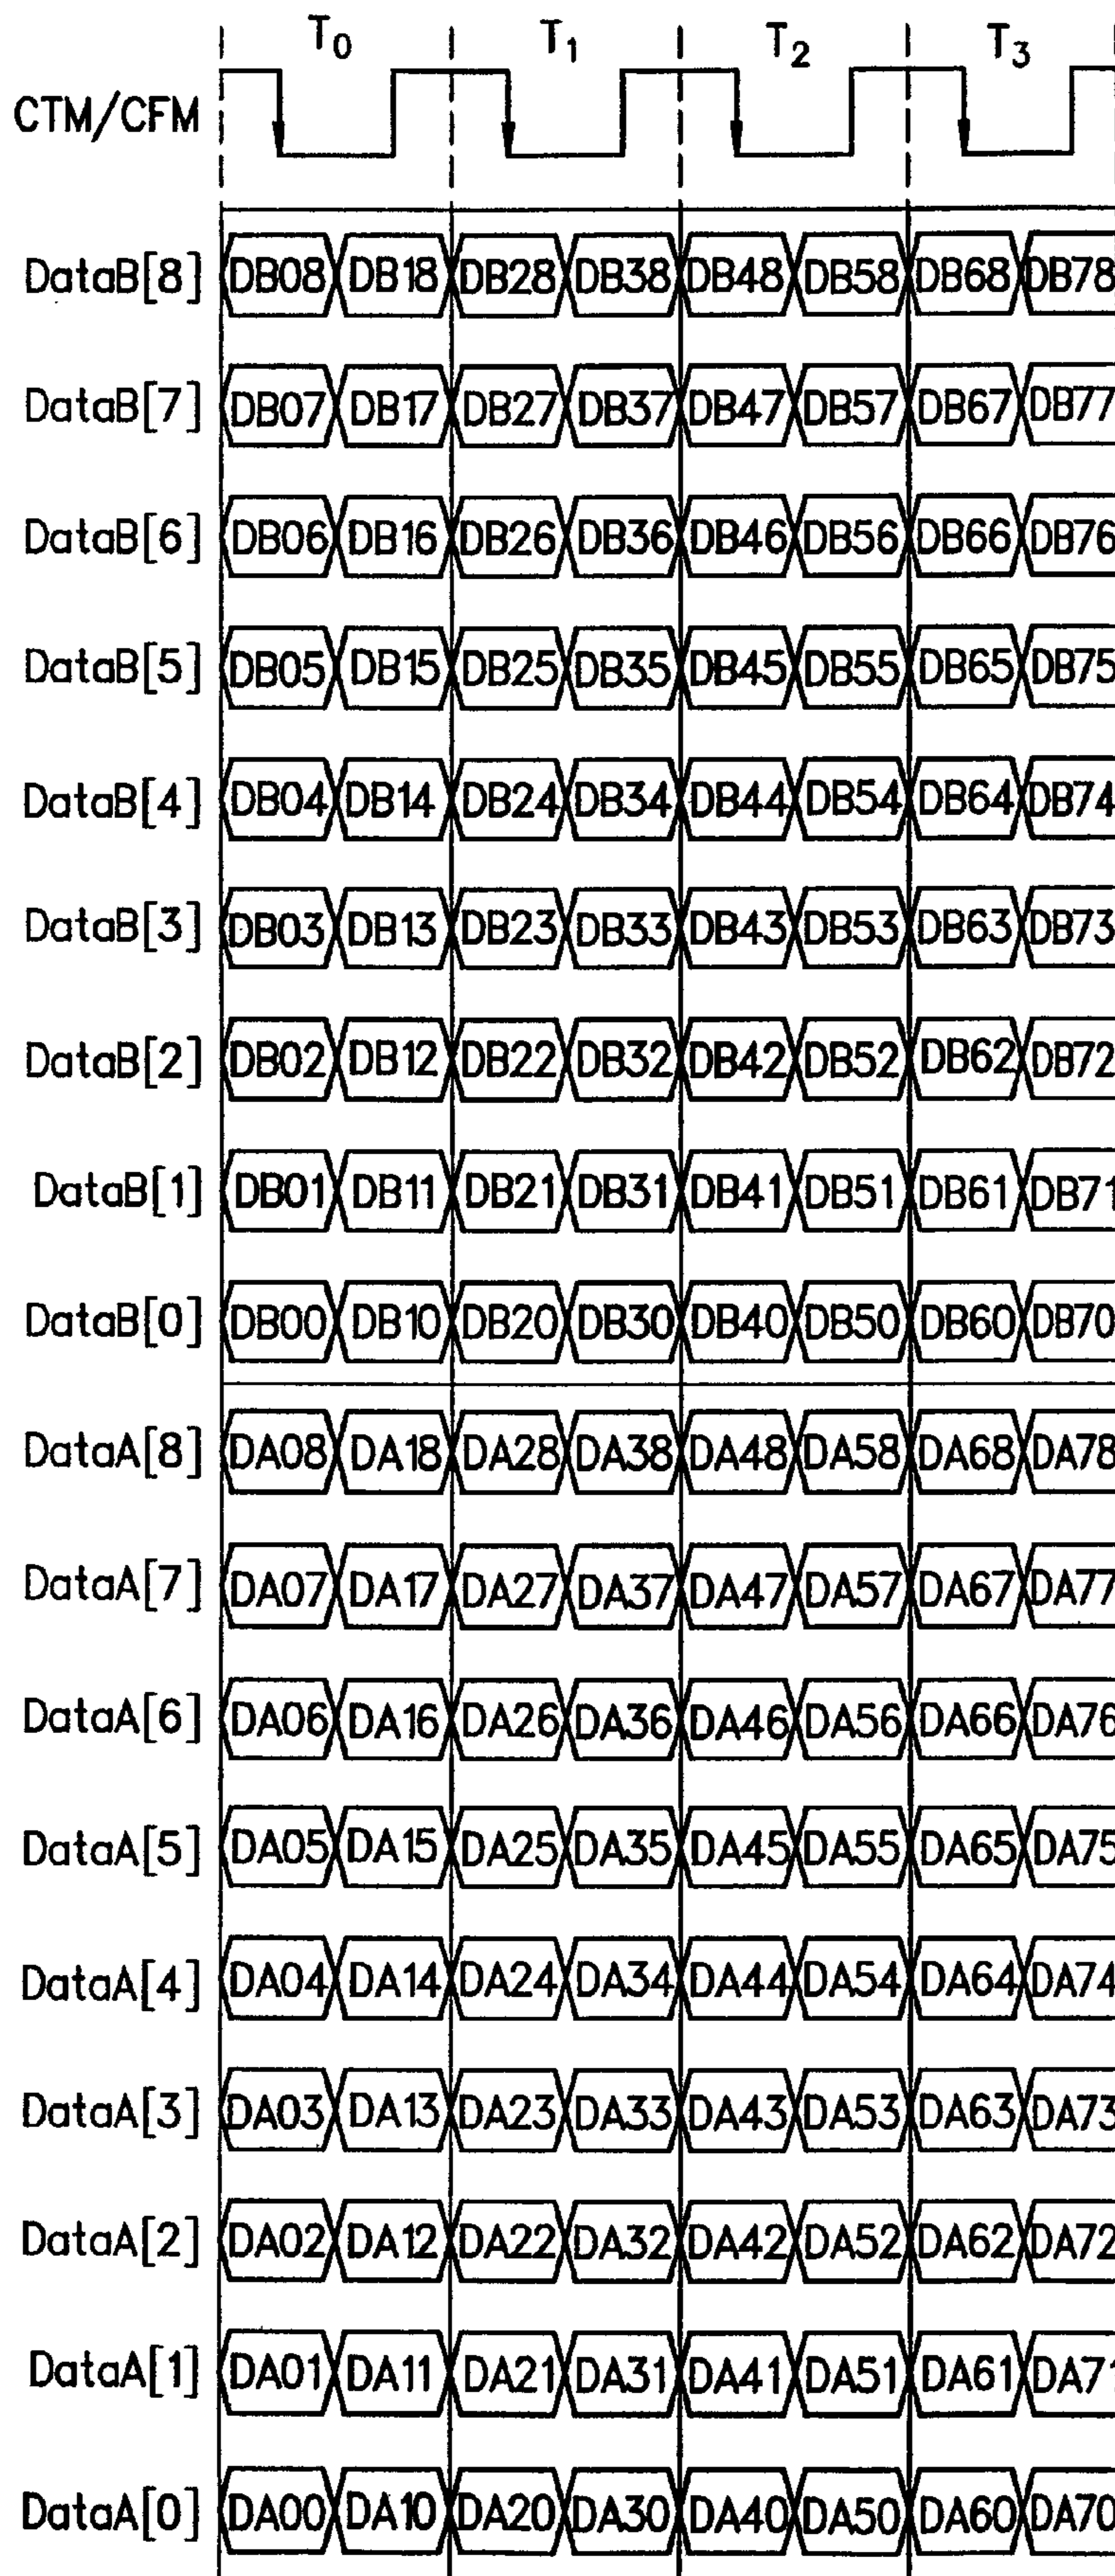 T0 T1 T2 T3
CTM/CFM
DataB[8] DB08 DB18 DB28 DB38 DB48 DB58 DB68 DB78
DataB[7] DB07 DB17 DB27 DB37 DB47 DB57 DB67 DB77
DataB[6] DB06 DB16 DB26 DB36 DB46 DB56 DB66 DB76
DataB[5] DB05 DB15 DB25 DB35 DB45 DB55 DB65 DB75
DataB[4] DB04 DB14 DB24 DB34 DB44 DB54 DB64 DB74
DataB[3] DB03 DB13 DB23 DB33 DB43 DB53 DB63 DB73
DataB[2] DB02 DB12 DB22 DB32 DB42 DB52 DB62 DB72
DataB[1] DB01 DB11 DB21 DB31 DB41 DB51 DB61 DB71
DataB[0] DB00 DB10 DB20 DB30 DB40 DB50 DB60 DB70
DataA[8] DA08 DA18 DA28 DA38 DA48 DA58 DA68 DA78
DataA[7] DA07 DA17 DA27 DA37 DA47 DA57 DA67 DA77
DataA[6] DA06 DA16 DA26 DA36 DA46 DA56 DA66 DA76
DataA[5] DA05 DA15 DA25 DA35 DA45 DA55 DA65 DA75
DataA[4] DA04 DA14 DA24 DA34 DA44 DA54 DA64 DA74
DataA[3] DA03 DA13 DA23 DA33 DA43 DA53 DA63 DA73
DataA[2] DA02 DA12 DA22 DA32 DA42 DA52 DA62 DA72
DataA[1] DA01 DA11 DA21 DA31 DA41 DA51 DA61 DA71
DataA[0] DA00 DA10 DA20 DA30 DA40 DA50 DA60 DA70